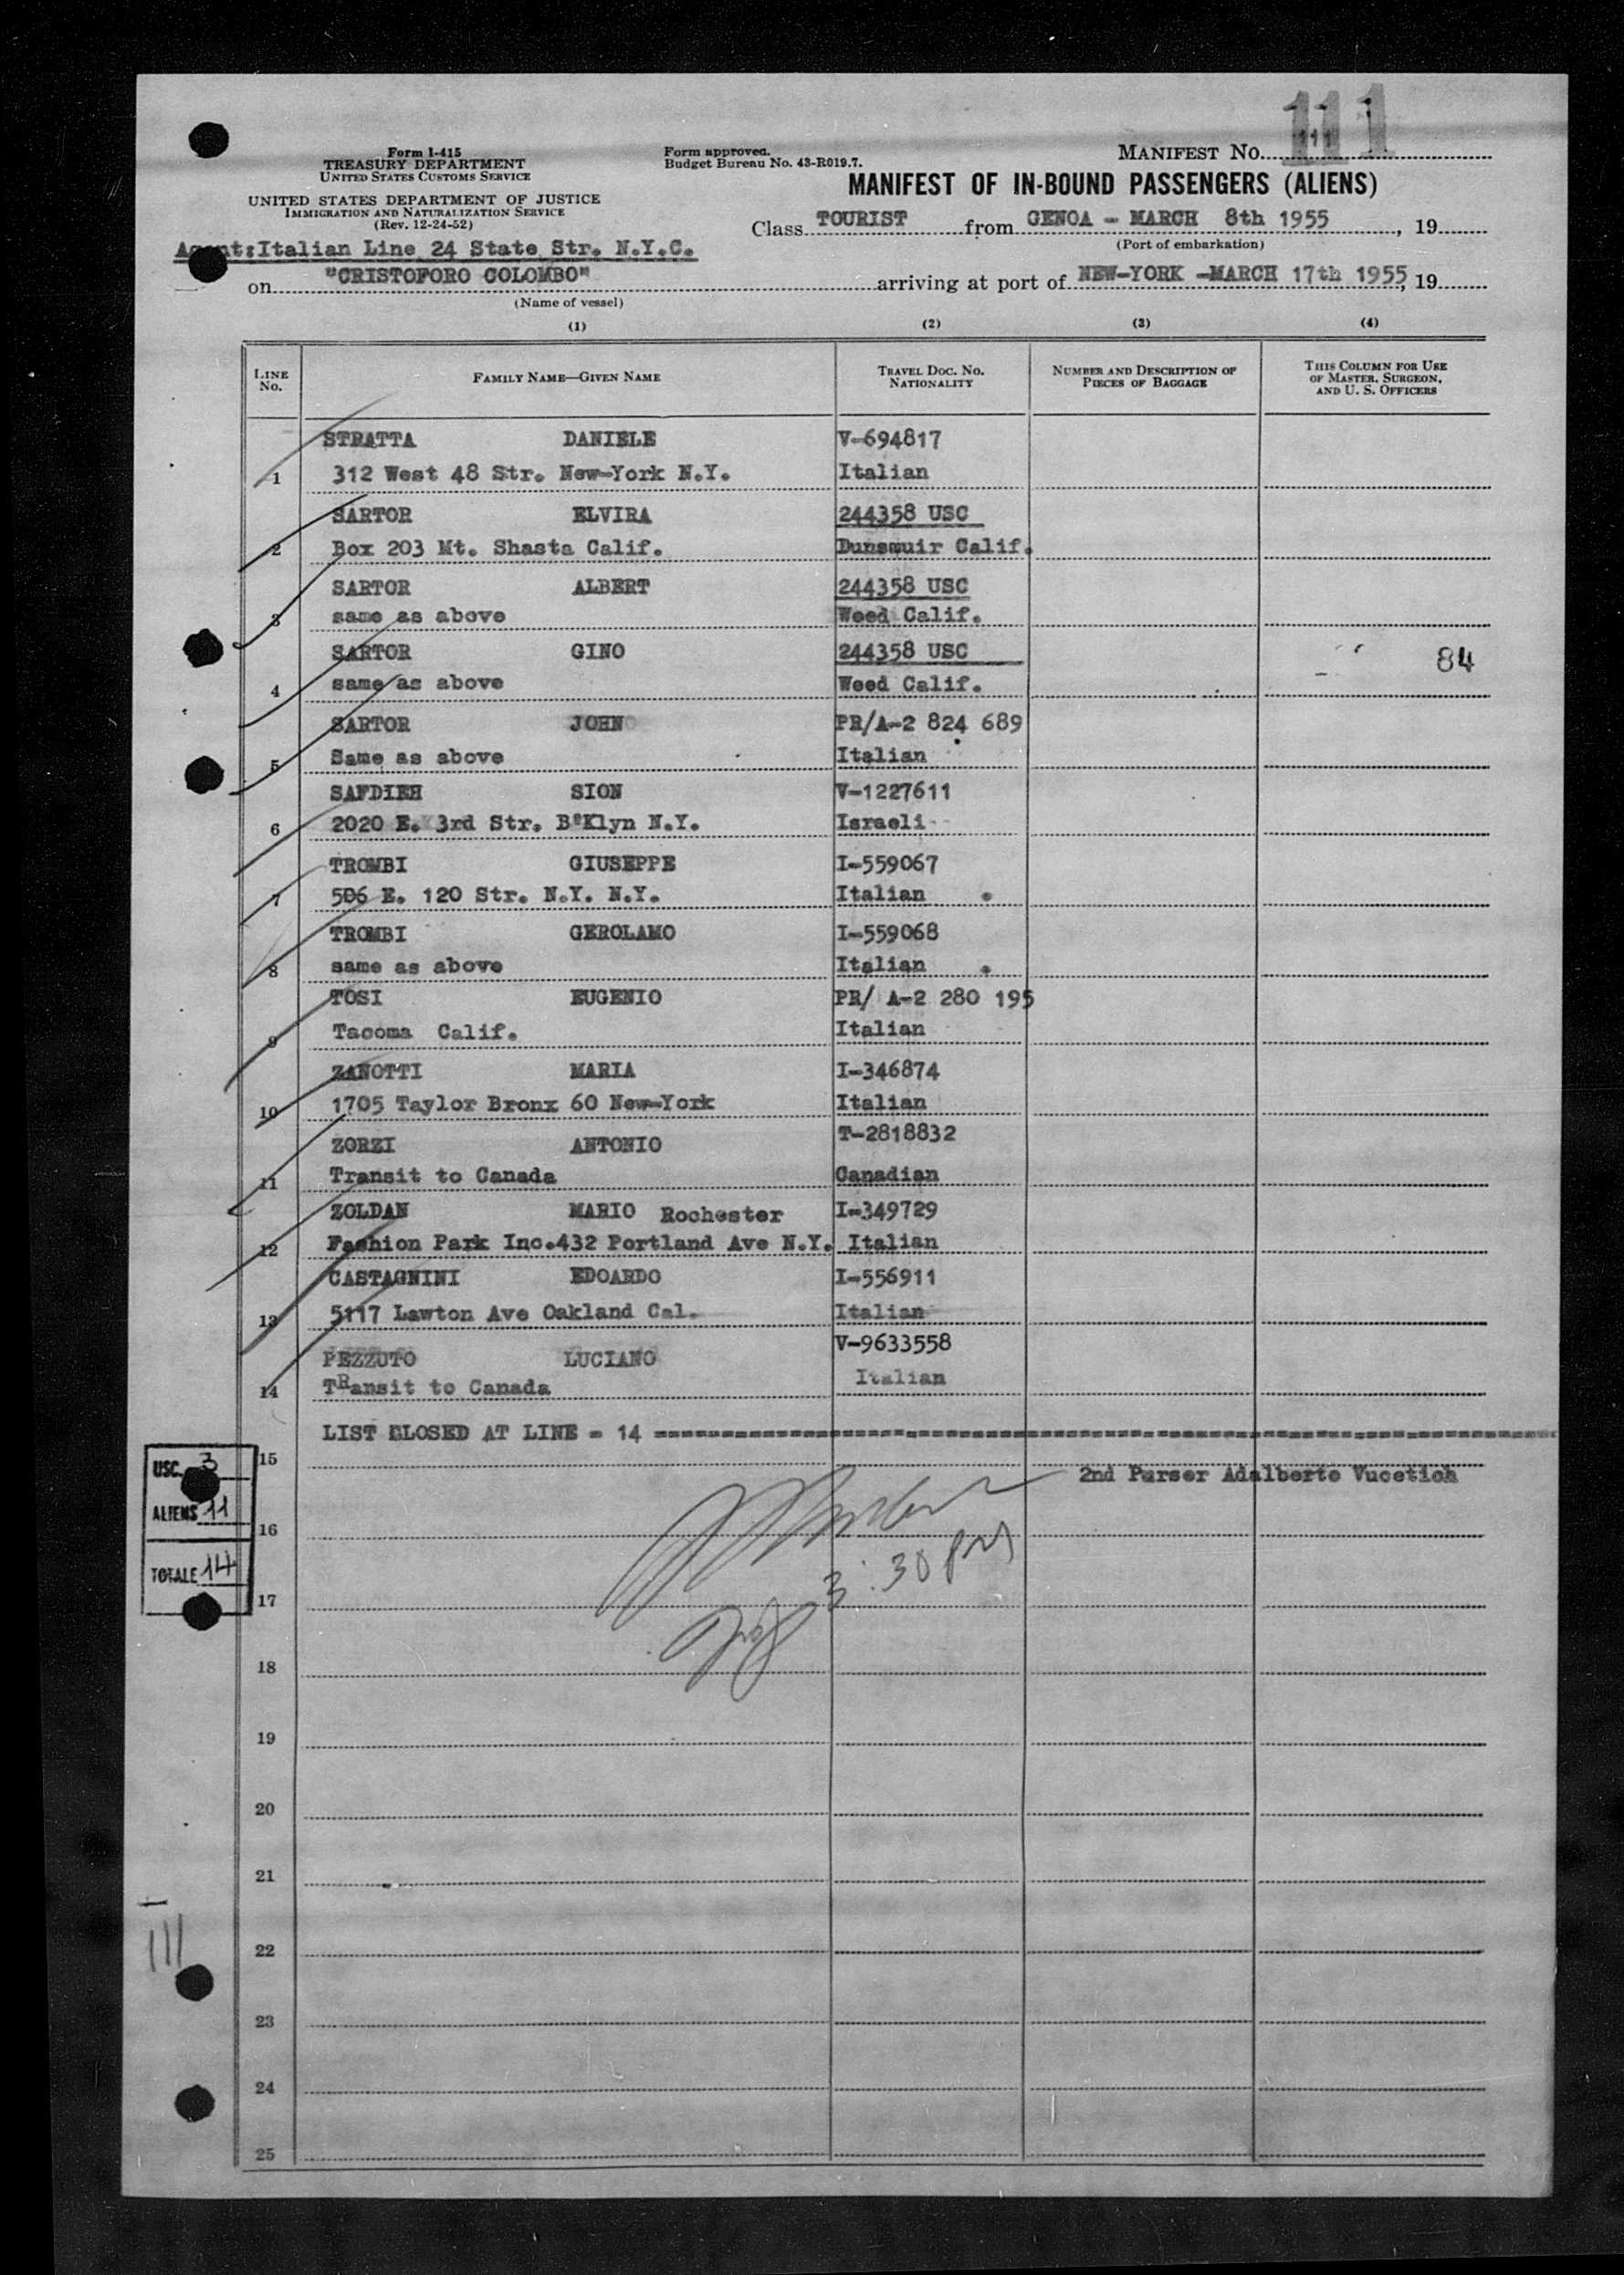 111
Form I-415
TREASURY DEPARTMENT
UNITED STATES CUSTOMS SERVICE
Form approved.
Budget Bureau No. 43-R019.7.
MANIFEST NO. 111
MANIFEST OF IN-BOUND PASSENGERS (ALIENS)
UNITED STATES DEPARTMENT OF JUSTICE
IMMIGRATION AND NATURALIZATION SERVICE
(Rev. 12-24-52)
Class TOURIST from GENOA - MARCH 8th 1955, 19
(Port of embarkation)
Agent:Italian Line 24 State Str. N.Y.C.
on "CRISTOFORO COLOMBO" arriving at port of NEW-YORK -MARCH 17th 1955, 19
(Name of vessel)
(1) (2) (3) (4)
LINE NO. FAMILY NAME—GIVEN NAME TRAVEL DOC. NO. NATIONALITY NUMBER AND DESCRIPTION OF PIECES OF BAGGAGE THIS COLUMN FOR USE OF MASTER, SURGEON, AND U. S. OFFICERS
STRATTA DANIELE V-694817
1 312 West 48 Str. New-York N.Y. Italian
SARTOR ELVIRA 244358 USC
2 Box 203 Mt. Shasta Calif. Dunsmuir Calif.
SARTOR ALBERT 244358 USC
3 same as above Weed Calif.
SARTOR GINO 244358 USC 84
4 same as above Weed Calif.
SARTOR JOHN PR/A-2 824 689
5 Same as above Italian
SAFDIEH SION V-1227611
6 2020 E. 3rd Str. B'Klyn N.Y. Israeli
TROMBI GIUSEPPE I-559067
7 506 E. 120 Str. N.Y. N.Y. Italian
TROMBI GEROLAMO I-559068
8 same as above Italian
TOSI EUGENIO PR/ A-2 280 195
9 Tacoma Calif. Italian
ZANOTTI MARIA I-346874
10 1705 Taylor Bronx 60 New-York Italian
ZORZI ANTONIO T-2818832
11 Transit to Canada Canadian
ZOLDAN MARIO Rochester I-349729
12 Fashion Park Inc.432 Portland Ave N.Y. Italian
CASTAGNINI EDOARDO I-556911
13 5117 Lawton Ave Oakland Cal. Italian
PEZZUTO LUCIANO V-9633558
14 TRansit to Canada Italian
LIST CLOSED AT LINE = 14
15
2nd Purser Adalberto Vucetich
USC. 3
ALIENS 11
TOTALE 14
16
3:30 PM
17
18
19
20
21
22
111
23
24
25